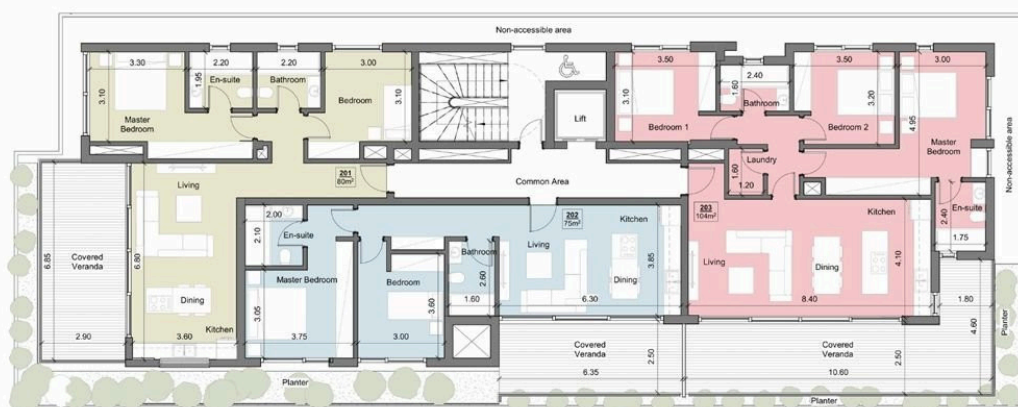 Non-accessible area
3.30
2.20
2.20
3.00
3.50
2.40
3.50
3.00
1.95
En-suite
Bathroom
3.10
Bedroom
3.10
Master
Bedroom
3.10
1.60
Bathroom
3.20
4.95
Lift
Bedroom 1
Bedroom 2
Master
Bedroom
Laundry
1.60
1.20
Non-accessible area
Living
201
80m²
Common Area
203
104m²
Kitchen
2.40
En-suite
1.75
2.00
En-suite
2.10
202
75m²
Kitchen
Living
Bathroom
2.60
1.60
3.85
Dining
6.30
Living
Dining
4.10
8.40
6.85
Covered
Veranda
6.80
Dining
Kitchen
2.90
3.60
Master Bedroom
3.05
3.75
Bedroom
3.60
3.00
1.80
4.60
Planter
Covered
Veranda
2.50
6.35
Covered
Veranda
2.50
10.60
Planter
Planter